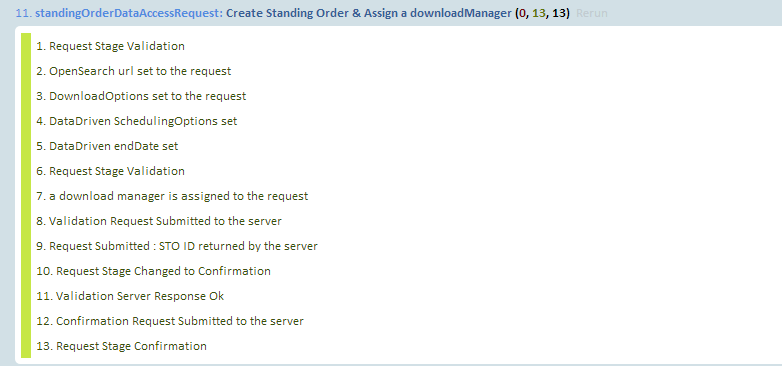 11. standingOrderDataAccessRequest: Create Standing Order & Assign a downloadManager (0, 13, 13) Rerun
1. Request Stage Validation
2. OpenSearch url set to the request
3. DownloadOptions set to the request
4. DataDriven SchedulingOptions set
5. DataDriven endDate set
6. Request Stage Validation
7. a download manager is assigned to the request
8. Validation Request Submitted to the server
9. Request Submitted : STO ID returned by the server
10. Request Stage Changed to Confirmation
11. Validation Server Response Ok
12. Confirmation Request Submitted to the server
13. Request Stage Confirmation